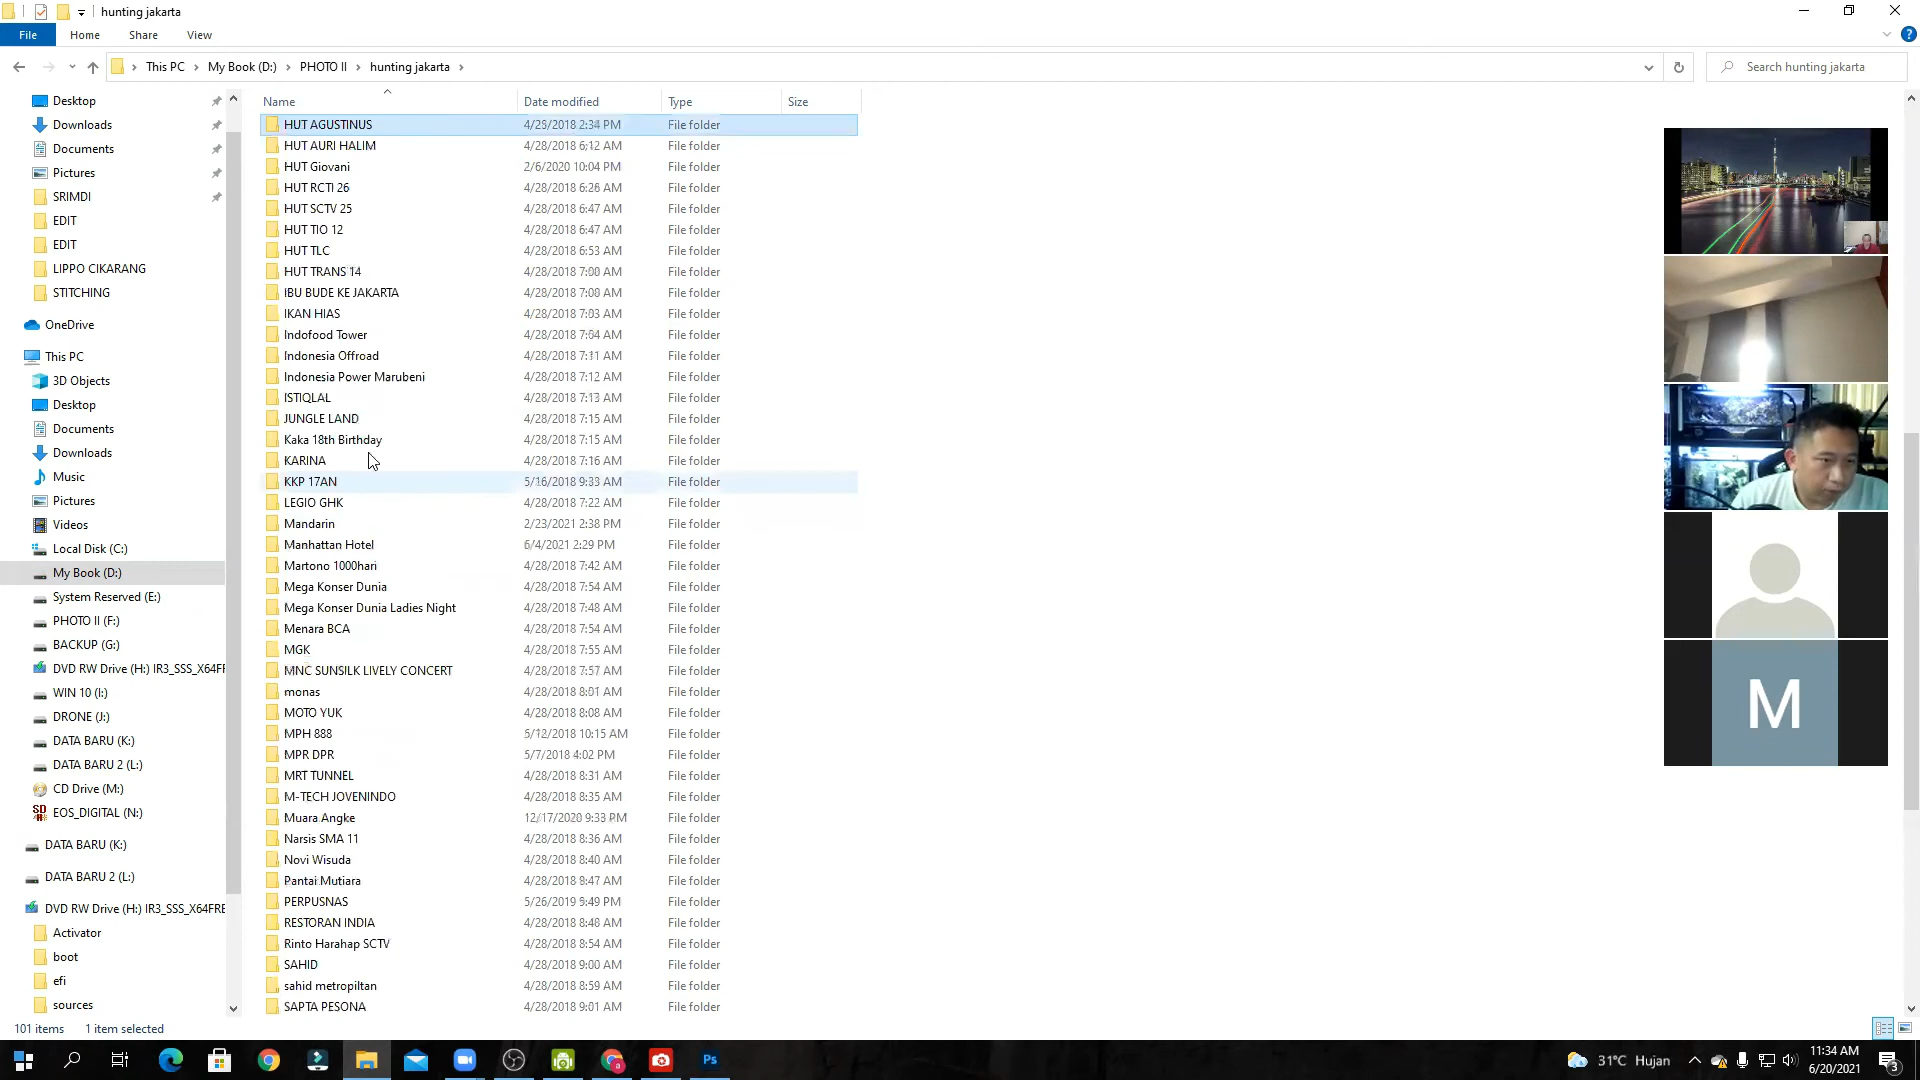 hunting jakarta
File Home Share View
This PC My Book (D:) PHOTO II hunting jakarta
Search hunting jakarta
Desktop
Downloads
Documents
Pictures
SRIMDI
EDIT
EDIT
LIPPO CIKARANG
STITCHING
OneDrive
This PC
3D Objects
Desktop
Documents
Downloads
Music
Pictures
Videos
Local Disk (C:)
My Book (D:)
System Reserved (E:)
PHOTO II (F:)
BACKUP (G:)
DVD RW Drive (H:) IR3_SSS_X64FR
WIN 10 (I:)
DRONE (J:)
DATA BARU (K:)
DATA BARU 2 (L:)
CD Drive (M:)
EOS_DIGITAL (N:)
DATA BARU (K:)
DATA BARU 2 (L:)
DVD RW Drive (H:) IR3_SSS_X64FRE
Activator
boot
efi
sources
Name Date modified Type Size
HUT AGUSTINUS 4/25/2018 2:34 PM File folder
HUT AURI HALIM 4/28/2018 6:12 AM File folder
HUT Giovani 2/6/2020 10:04 PM File folder
HUT RCTI 26 4/28/2018 6:26 AM File folder
HUT SCTV 25 4/28/2018 6:47 AM File folder
HUT TIO 12 4/28/2018 6:47 AM File folder
HUT TLC 4/28/2018 6:53 AM File folder
HUT TRANS 14 4/28/2018 7:00 AM File folder
IBU BUDE KE JAKARTA 4/28/2018 7:08 AM File folder
IKAN HIAS 4/28/2018 7:03 AM File folder
Indofood Tower 4/28/2018 7:04 AM File folder
Indonesia Offroad 4/28/2018 7:11 AM File folder
Indonesia Power Marubeni 4/28/2018 7:12 AM File folder
ISTIQLAL 4/28/2018 7:13 AM File folder
JUNGLE LAND 4/28/2018 7:15 AM File folder
Kaka 18th Birthday 4/28/2018 7:15 AM File folder
KARINA 4/28/2018 7:16 AM File folder
KKP 17AN 5/16/2018 9:33 AM File folder
LEGIO GHK 4/28/2018 7:22 AM File folder
Mandarin 2/23/2021 2:38 PM File folder
Manhattan Hotel 6/4/2021 2:29 PM File folder
Martono 1000hari 4/28/2018 7:42 AM File folder
Mega Konser Dunia 4/28/2018 7:54 AM File folder
Mega Konser Dunia Ladies Night 4/28/2018 7:48 AM File folder
Menara BCA 4/28/2018 7:54 AM File folder
MGK 4/28/2018 7:55 AM File folder
MNC SUNSILK LIVELY CONCERT 4/28/2018 7:57 AM File folder
monas 4/28/2018 8:01 AM File folder
MOTO YUK 4/28/2018 8:08 AM File folder
MPH 888 5/12/2018 10:15 AM File folder
MPR DPR 5/7/2018 4:02 PM File folder
MRT TUNNEL 4/28/2018 8:31 AM File folder
M-TECH JOVENINDO 4/28/2018 8:35 AM File folder
Muara Angke 12/17/2020 9:33 PM File folder
Narsis SMA 11 4/28/2018 8:36 AM File folder
Novi Wisuda 4/28/2018 8:40 AM File folder
Pantai Mutiara 4/28/2018 9:47 AM File folder
PERPUSNAS 5/26/2019 9:49 PM File folder
RESTORAN INDIA 4/28/2018 8:48 AM File folder
Rinto Harahap SCTV 4/28/2018 8:54 AM File folder
SAHID 4/28/2018 9:00 AM File folder
sahid metropiltan 4/28/2018 8:59 AM File folder
SAPTA PESONA 4/28/2018 9:01 AM File folder
M
101 items 1 item selected
Ps
31°C Hujan
11:34 AM
6/20/2021
3